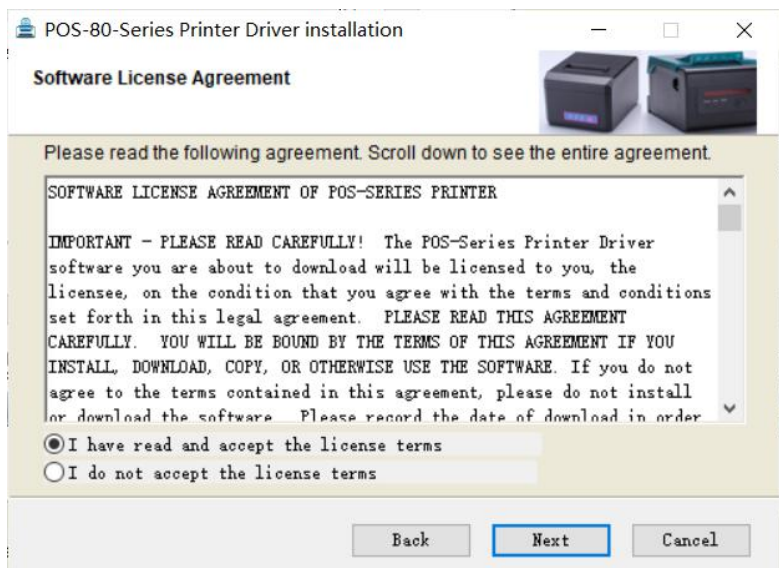 POS-80-Series Printer Driver installation
Software License Agreement
Please read the following agreement. Scroll down to see the entire agreement.
SOFTWARE LICENSE AGREEMENT OF POS-SERIES PRINTER
IMPORTANT - PLEASE READ CAREFULLY!  The POS-Series Printer Driver
software you are about to download will be licensed to you, the
licensee, on the condition that you agree with the terms and conditions
set forth in this legal agreement.  PLEASE READ THIS AGREEMENT
CAREFULLY.  YOU WILL BE BOUND BY THE TERMS OF THIS AGREEMENT IF YOU
INSTALL, DOWNLOAD, COPY, OR OTHERWISE USE THE SOFTWARE. If you do not
agree to the terms contained in this agreement, please do not install
or download the software.  Please record the date of download in order
I have read and accept the license terms
I do not accept the license terms
Back Next Cancel